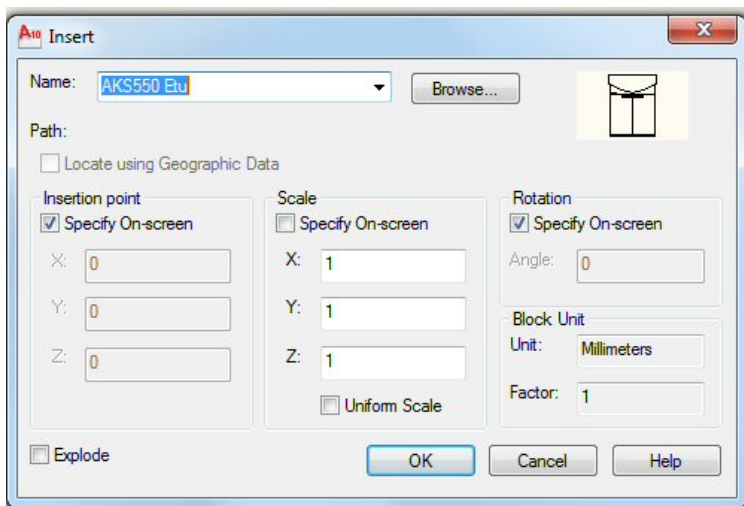 A10 Insert
Name: AKS550 Etu Browse...
Path:
Locate using Geographic Data
Insertion point
Specify On-screen
X: 0
Y: 0
Z: 0
Scale
Specify On-screen
X: 1
Y: 1
Z: 1
Uniform Scale
Rotation
Specify On-screen
Angle: 0
Block Unit
Unit: Millimeters
Factor: 1
Explode
OK Cancel Help